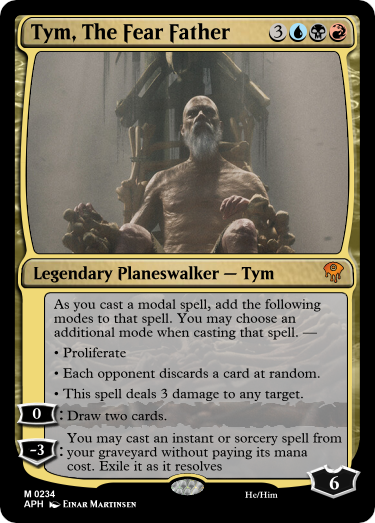 Tym, The Fear Father 3
Legendary Planeswalker — Tym
As you cast a modal spell, add the following
modes to that spell. You may choose an
additional mode when casting that spell. —
• Proliferate
• Each opponent discards a card at random.
• This spell deals 3 damage to any target.
0 : Draw two cards.
-3 : You may cast an instant or sorcery spell from
your graveyard without paying its mana
cost. Exile it as it resolves
6
M 0234 He/Him
APH Einar Martinsen